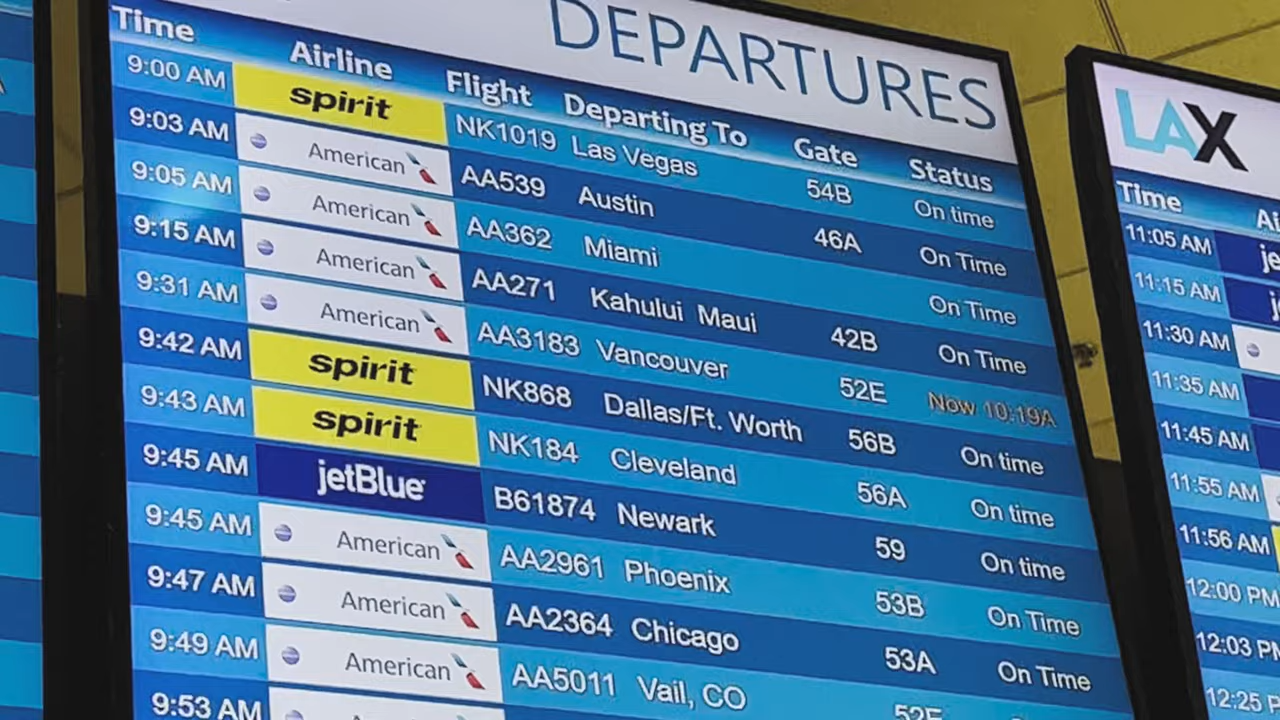 DEPARTURES
Time Airline Flight Departing To Gate Status
9:00 AM spirit NK1019 Las Vegas 54B On time
9:03 AM American AA539 Austin 46A On Time
9:05 AM American AA362 Miami On Time
9:15 AM American AA271 Kahului Maui 42B On Time
9:31 AM American AA3183 Vancouver 52E Now 10:19A
9:42 AM spirit NK868 Dallas/Ft. Worth 56B On time
9:43 AM spirit NK184 Cleveland 56A On time
9:45 AM jetBlue B61874 Newark 59 On time
9:45 AM American AA2961 Phoenix 53B On Time
9:47 AM American AA2364 Chicago 53A On Time
9:49 AM American AA5011 Vail, CO
9:53 AM
LAX
Time
11:05 AM
11:15 AM
11:30 AM
11:35 AM
11:45 AM
11:55 AM
11:56 AM
12:00 PM
12:03 PM
12:25